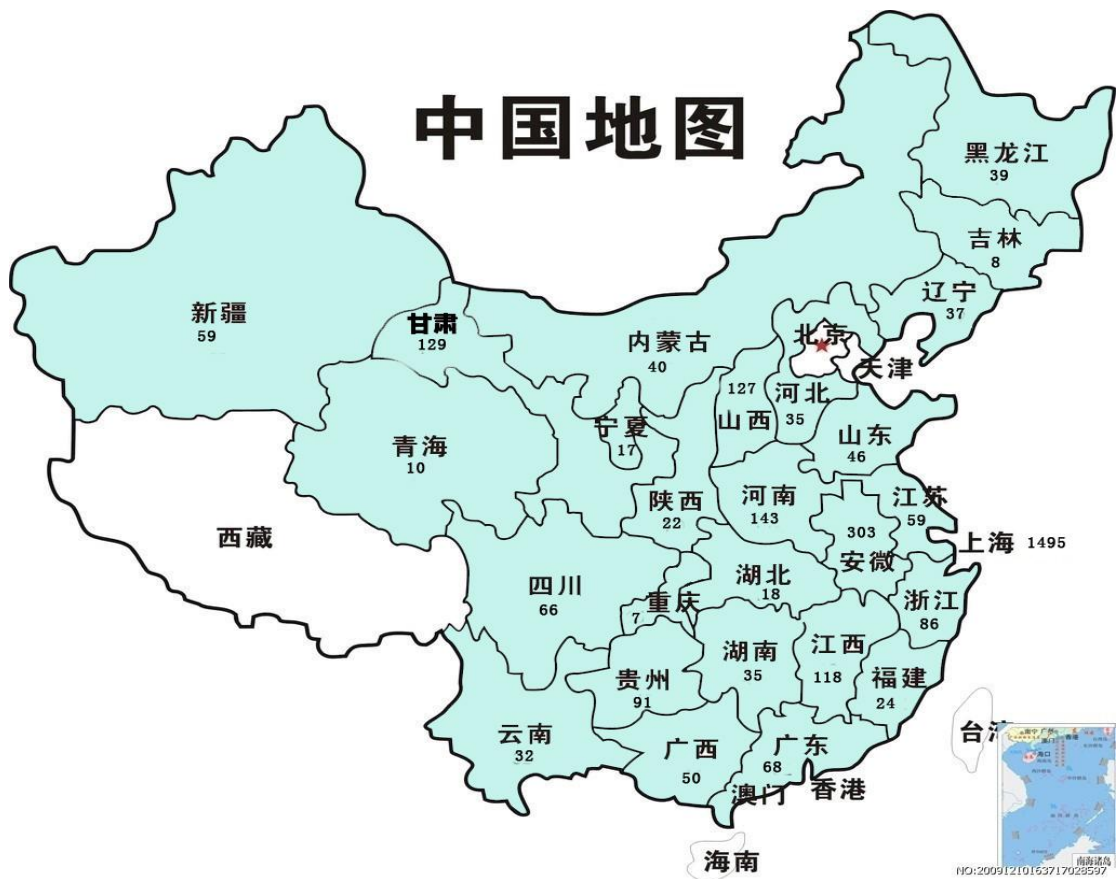 中国地图
黑龙江
39
吉林
8
辽宁
37
新疆
59
甘肃
129
内蒙古
40
北京
天津
127
山西
河北
35
宁夏
17
山东
46
青海
10
陕西
22
河南
143
江苏
59
303
安微
上海 1495
西藏
四川
66
重庆
7
湖北
18
浙江
86
湖南
35
江西
118
福建
24
贵州
91
云南
32
广西
50
广东
68
台湾
澳门
香港
海南
南海诸岛
NO:20091210163717028597